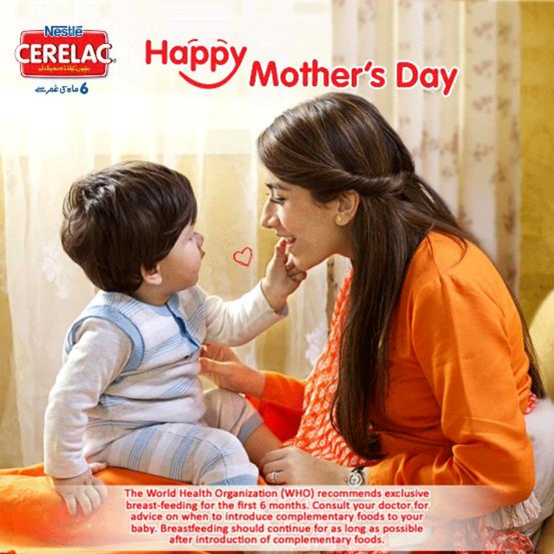 Nestlé
CERELAC®
6 ماہ کی عمر سے
Happy
Mother's Day
The World Health Organization (WHO) recommends exclusive
breast-feeding for the first 6 months. Consult your doctor for
advice on when to introduce complementary foods to your
baby. Breastfeeding should continue for as long as possible
after introduction of complementary foods.